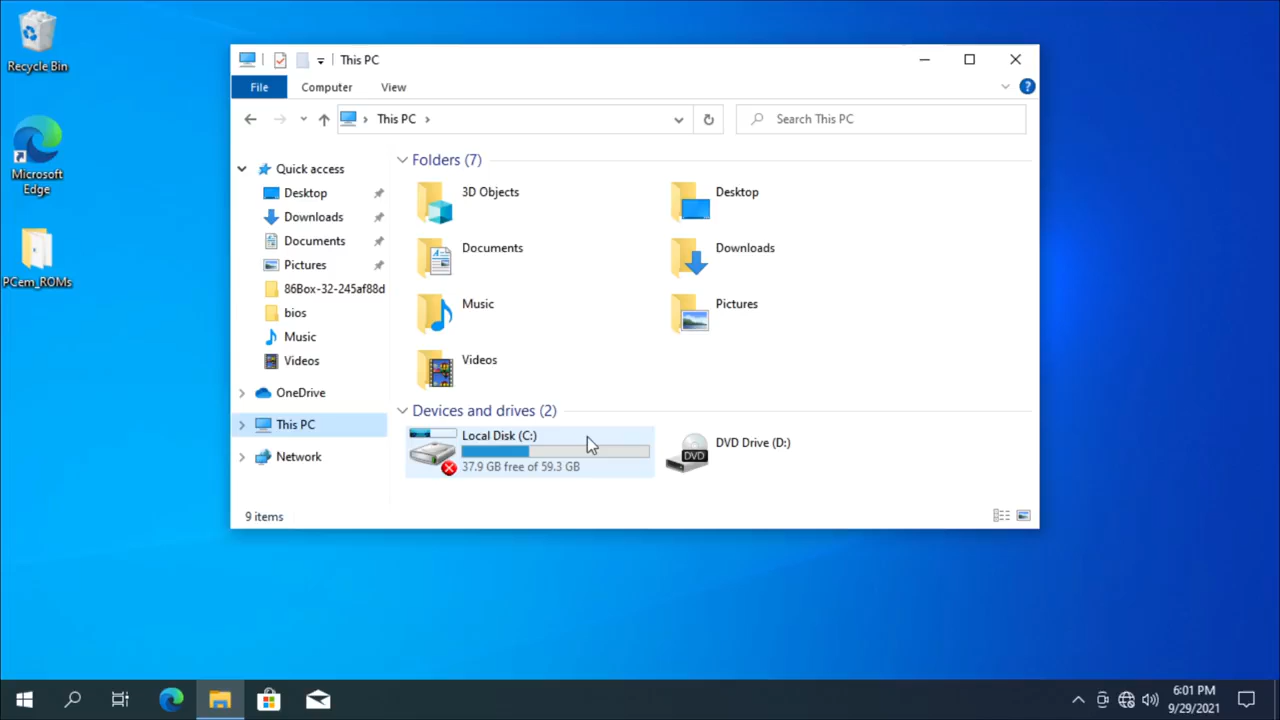 Recycle Bin
Microsoft
Edge
PCem_ROMs
This PC
File
Computer
View
This PC
Search This PC
Quick access
Desktop
Downloads
Documents
Pictures
86Box-32-245af88d
bios
Music
Videos
OneDrive
This PC
Network
Folders (7)
3D Objects
Desktop
Documents
Downloads
Music
Pictures
Videos
Devices and drives (2)
Local Disk (C:)
37.9 GB free of 59.3 GB
DVD
DVD Drive (D:)
9 items
6:01 PM
9/29/2021